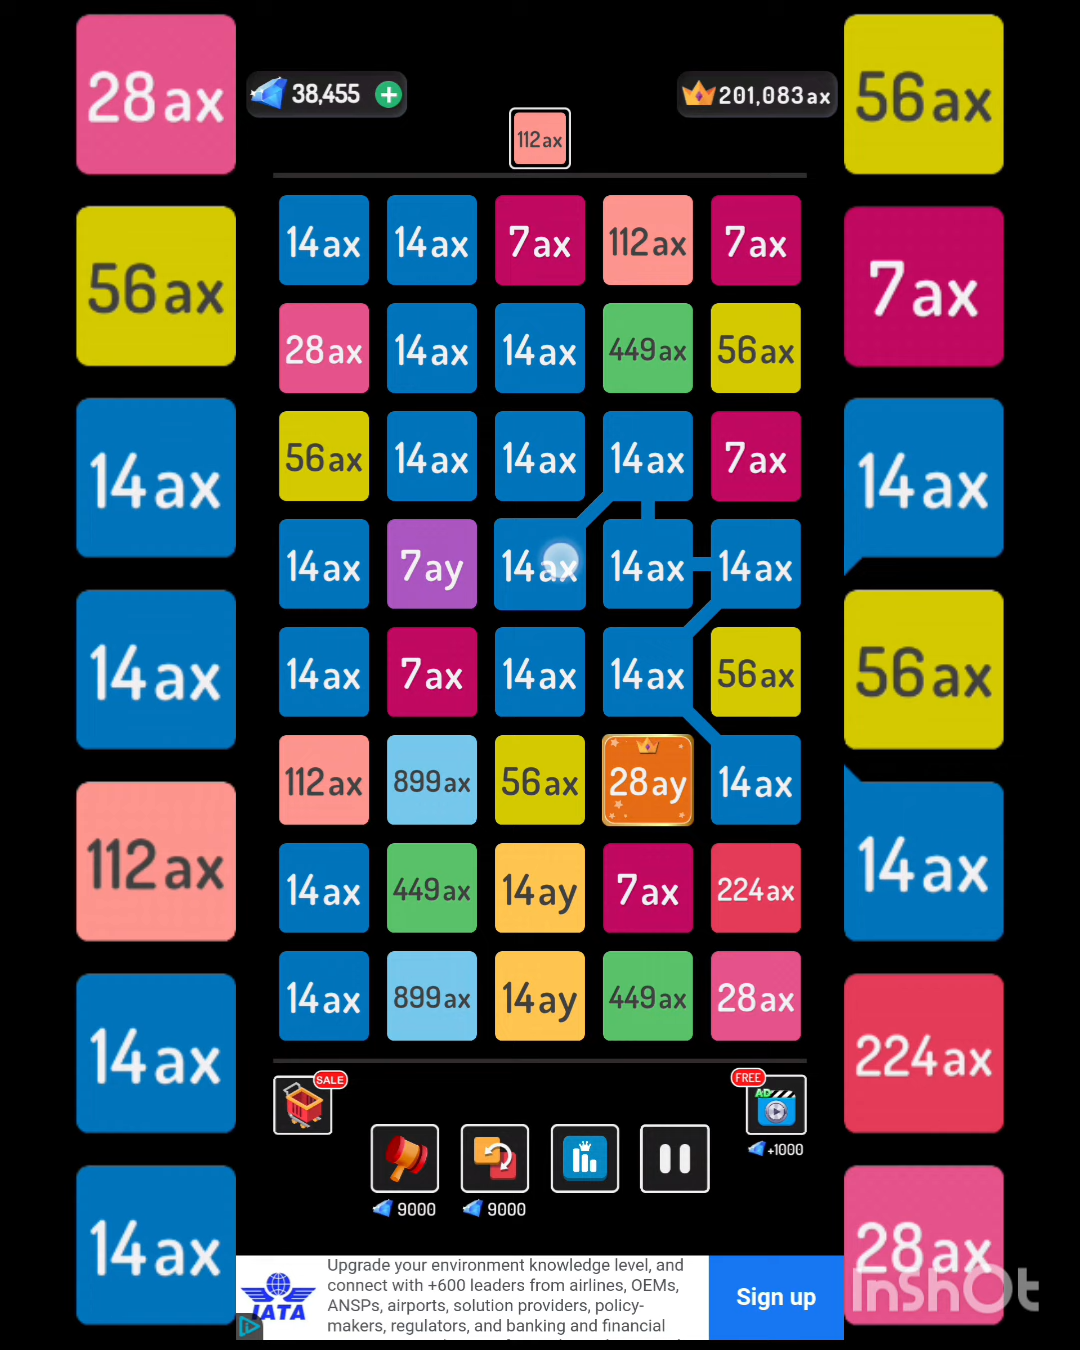 38,455
201,083ax
112ax
14ax 14ax 7ax 112ax 7ax
28ax 14ax 14ax 449ax 56ax
56ax 14ax 14ax 14ax 7ax
14ax 7ay 14ax 14ax 14ax
14ax 7ax 14ax 14ax 56ax
112ax 899ax 56ax 28ay 14ax
14ax 449ax 14ay 7ax 224ax
14ax 899ax 14ay 449ax 28ax
28ax
56ax
14ax
14ax
112ax
14ax
14ax
56ax
7ax
14ax
56ax
14ax
224ax
28ax
SALE
FREE
AD
+1000
9000 9000
IATA
Upgrade your environment knowledge level, and
connect with +600 leaders from airlines, OEMs,
ANSPs, airports, solution providers, policy-
makers, regulators, and banking and financial
Sign up
InShOt